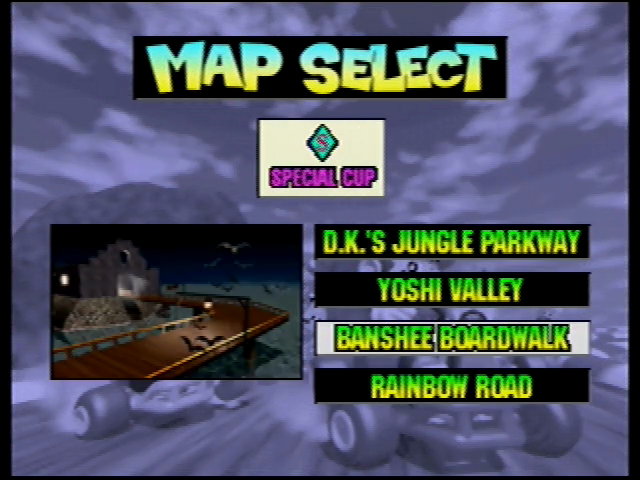 MAP SELECT
S
SPECIAL CUP
D.K.'S JUNGLE PARKWAY
YOSHI VALLEY
BANSHEE BOARDWALK
RAINBOW ROAD